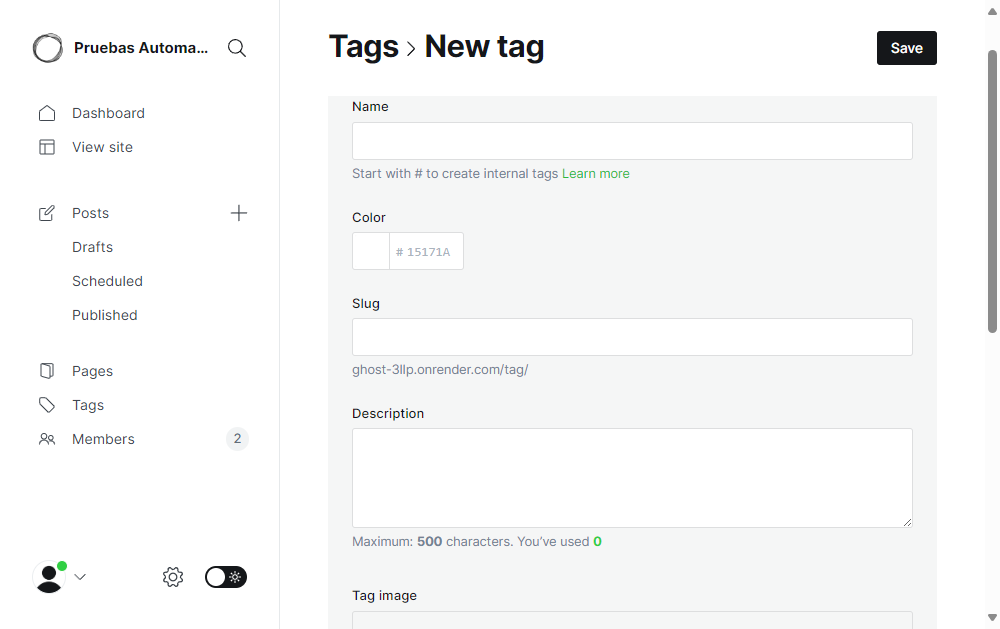 Pruebas Automa...
Dashboard
View site
Posts
Drafts
Scheduled
Published
Pages
Tags
Members
2
Tags > New tag
Save
Name
Start with # to create internal tags Learn more
Color
# 15171A
Slug
ghost-3llp.onrender.com/tag/
Description
Maximum: 500 characters. You've used 0
Tag image